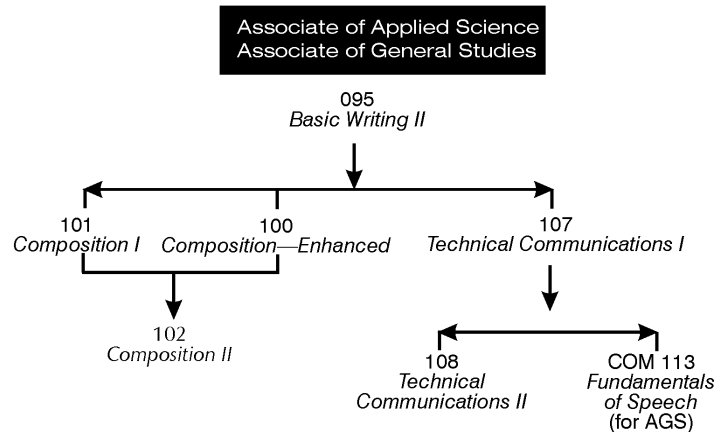 Associate of Applied Science
Associate of General Studies
095
Basic Writing II
101
Composition I
100
Composition—Enhanced
107
Technical Communications I
102
Composition II
108
Technical
Communications II
COM 113
Fundamentals
of Speech
(for AGS)